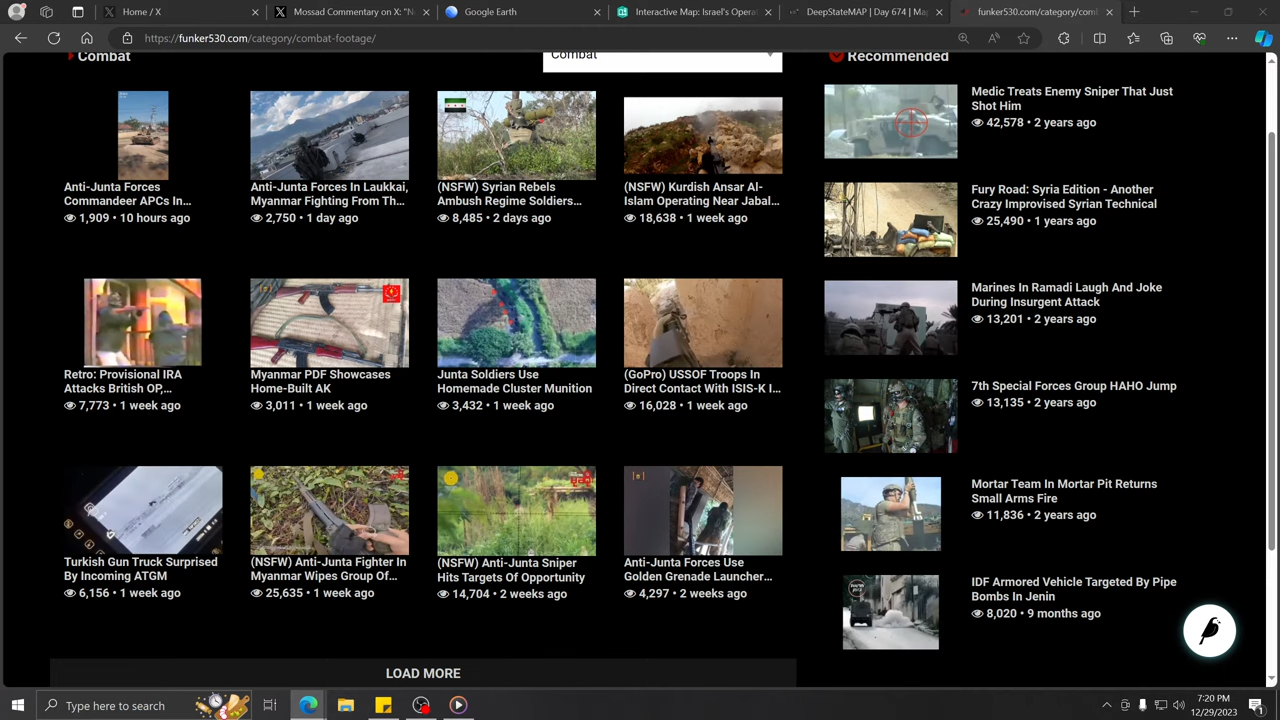 Home / X
Mossad Commentary on X: "N
Google Earth
Interactive Map: Israel's Opera
DeepStateMAP | Day 674 | Map
funker530.com/category/comb
https://funker530.com/category/combat-footage/
Combat
Combat
Recommended
Anti-Junta Forces
Commandeer APCs In...
1,909 • 10 hours ago
Anti-Junta Forces In Laukkai,
Myanmar Fighting From Th...
2,750 • 1 day ago
(NSFW) Syrian Rebels
Ambush Regime Soldiers...
8,485 • 2 days ago
(NSFW) Kurdish Ansar Al-
Islam Operating Near Jabal...
18,638 • 1 week ago
Retro: Provisional IRA
Attacks British OP,...
7,773 • 1 week ago
Myanmar PDF Showcases
Home-Built AK
3,011 • 1 week ago
Junta Soldiers Use
Homemade Cluster Munition
3,432 • 1 week ago
(GoPro) USSOF Troops In
Direct Contact With ISIS-K I...
16,028 • 1 week ago
Turkish Gun Truck Surprised
By Incoming ATGM
6,156 • 1 week ago
(NSFW) Anti-Junta Fighter In
Myanmar Wipes Group Of...
25,635 • 1 week ago
(NSFW) Anti-Junta Sniper
Hits Targets Of Opportunity
14,704 • 2 weeks ago
Anti-Junta Forces Use
Golden Grenade Launcher...
4,297 • 2 weeks ago
LOAD MORE
Medic Treats Enemy Sniper That Just
Shot Him
42,578 • 2 years ago
Fury Road: Syria Edition - Another
Crazy Improvised Syrian Technical
25,490 • 1 years ago
Marines In Ramadi Laugh And Joke
During Insurgent Attack
13,201 • 2 years ago
7th Special Forces Group HAHO Jump
13,135 • 2 years ago
Mortar Team In Mortar Pit Returns
Small Arms Fire
11,836 • 2 years ago
IDF Armored Vehicle Targeted By Pipe
Bombs In Jenin
8,020 • 9 months ago
Type here to search
7:20 PM
12/29/2023
1